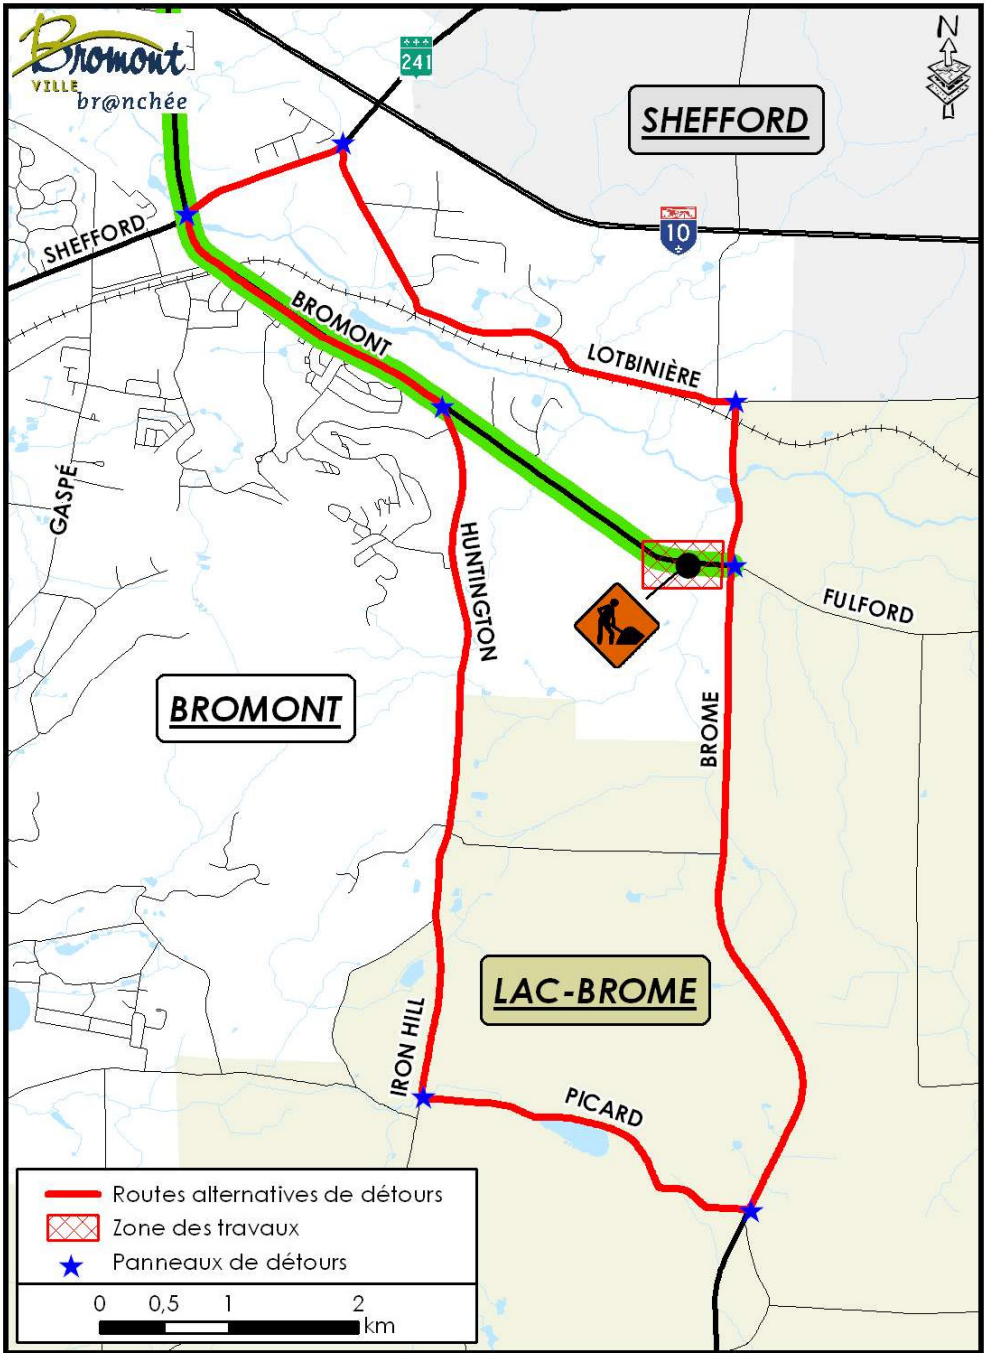 Bromont
VILLE
br@nchée
241
N
SHEFFORD
10
SHEFFORD
BROMONT
LOTBINIÈRE
GASPÉ
HUNTINGTON
FULFORD
BROMONT
BROME
LAC-BROME
IRON HILL
PICARD
Routes alternatives de détours
Zone des travaux
Panneaux de détours
0 0,5 1 2
km